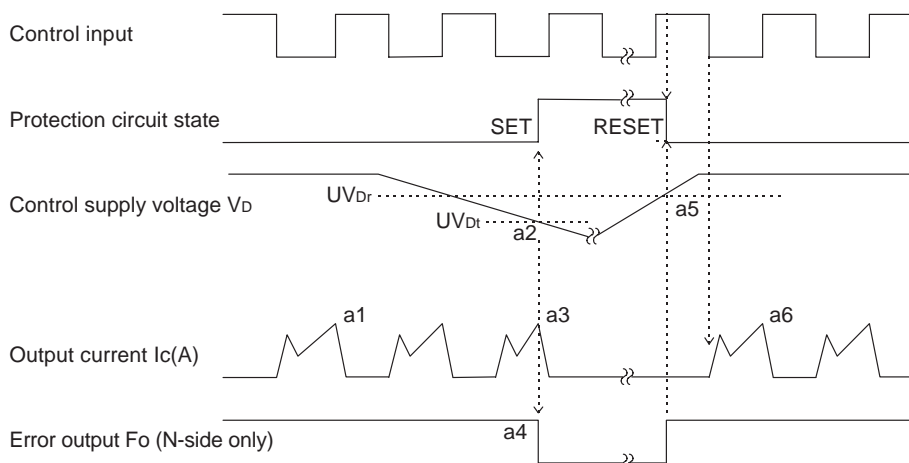 Control input
Protection circuit state
SET
RESET
Control supply voltage VD
UVDr
UVDt
a2
a5
a1
a3
a6
Output current Ic(A)
a4
Error output Fo (N-side only)